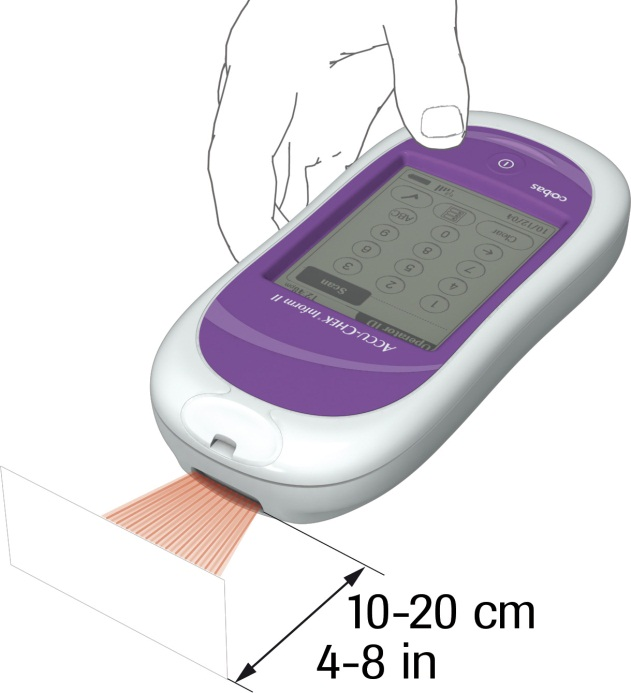 cobas
10/12/04
Clear
0
ABC
←
7
8
9
4
5
6
1
2
3
Scan
Operator ID
ACCU-CHEK® Inform II
10-20 cm
4-8 in